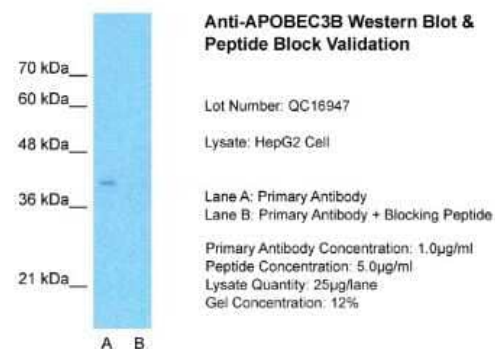 Anti-APOBEC3B Western Blot &
Peptide Block Validation
70 kDa
60 kDa
Lot Number: QC16947
Lysate: HepG2 Cell
48 kDa
Lane A: Primary Antibody
36 kDa
Lane B: Primary Antibody + Blocking Peptide
Primary Antibody Concentration: 1.0µg/ml
Peptide Concentration: 5.0µg/ml
21 kDa
Lysate Quantity: 25µg/lane
Gel Concentration: 12%
A B